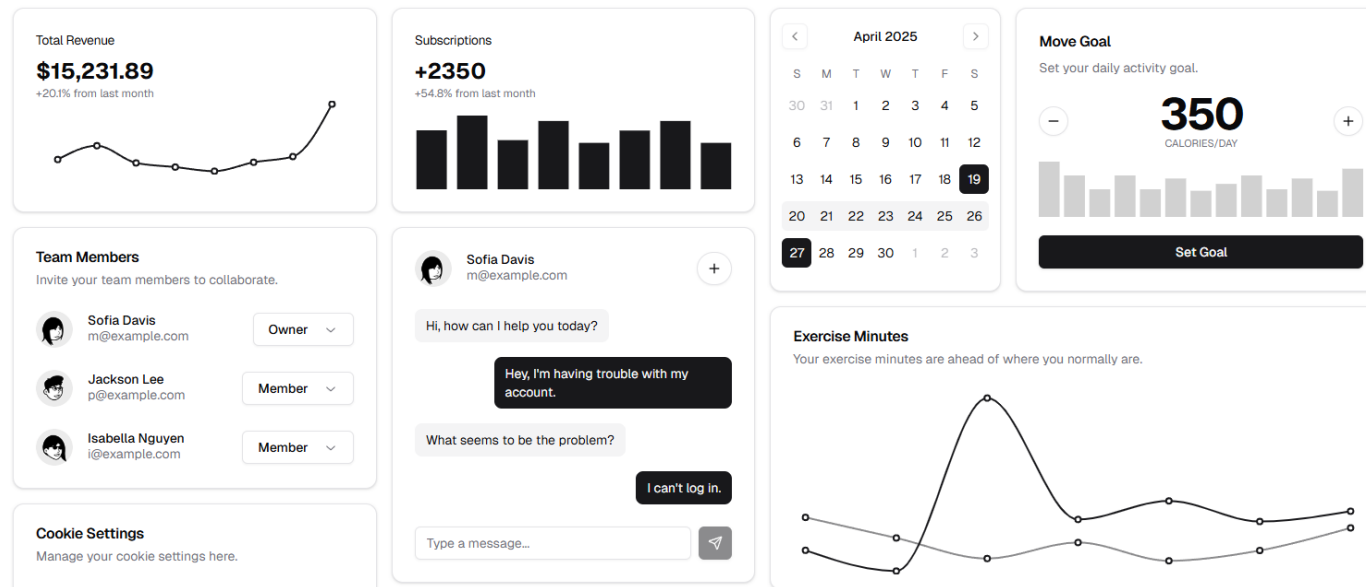 Total Revenue
$15,231.89
+20.1% from last month
Subscriptions
+2350
+54.8% from last month
April 2025
S M T W T F S
30 31 1 2 3 4 5
6 7 8 9 10 11 12
13 14 15 16 17 18 19
20 21 22 23 24 25 26
27 28 29 30 1 2 3
Move Goal
Set your daily activity goal.
350
CALORIES/DAY
Set Goal
Team Members
Invite your team members to collaborate.
Sofia Davis
m@example.com
Owner
Jackson Lee
p@example.com
Member
Isabella Nguyen
i@example.com
Member
Sofia Davis
m@example.com
Hi, how can I help you today?
Hey, I'm having trouble with my
account.
What seems to be the problem?
I can't log in.
Type a message...
Exercise Minutes
Your exercise minutes are ahead of where you normally are.
Cookie Settings
Manage your cookie settings here.